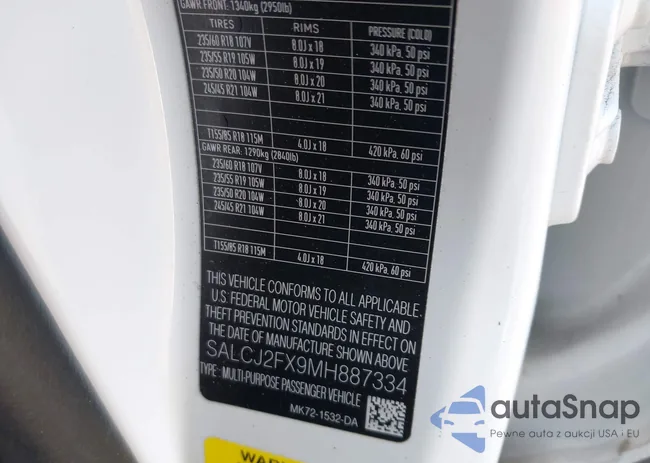 GAWR FRONT: 1340kg (2950lb)
TIRES RIMS PRESSURE (COLD)
235/60 R18 107V 8.0J x 18 340 kPa, 50 psi
235/55 R19 105W 8.0J x 19 340 kPa, 50 psi
235/50 R20 104W 8.0J x 20 340 kPa, 50 psi
245/45 R21 104W 8.0J x 21 340 kPa, 50 psi
T155/85 R18 115M 4.0J x 18 420 kPa, 60 psi
GAWR REAR: 1290kg (2840lb)
235/60 R18 107V 8.0J x 18 340 kPa, 50 psi
235/55 R19 105W 8.0J x 19 340 kPa, 50 psi
235/50 R20 104W 8.0J x 20 340 kPa, 50 psi
245/45 R21 104W 8.0J x 21 340 kPa, 50 psi
T155/85 R18 115M 4.0J x 18 420 kPa, 60 psi
THIS VEHICLE CONFORMS TO ALL APPLICABLE
U.S. FEDERAL MOTOR VEHICLE SAFETY AND
THEFT PREVENTION STANDARDS IN EFFECT ON
THE DATE OF MANUFACTURE SHOWN ABOVE
SALCJ2FX9MH887334
TYPE: MULTI-PURPOSE PASSENGER VEHICLE
MK72-1532-DA
autaSnap
Pewne auta z aukcji USA i EU